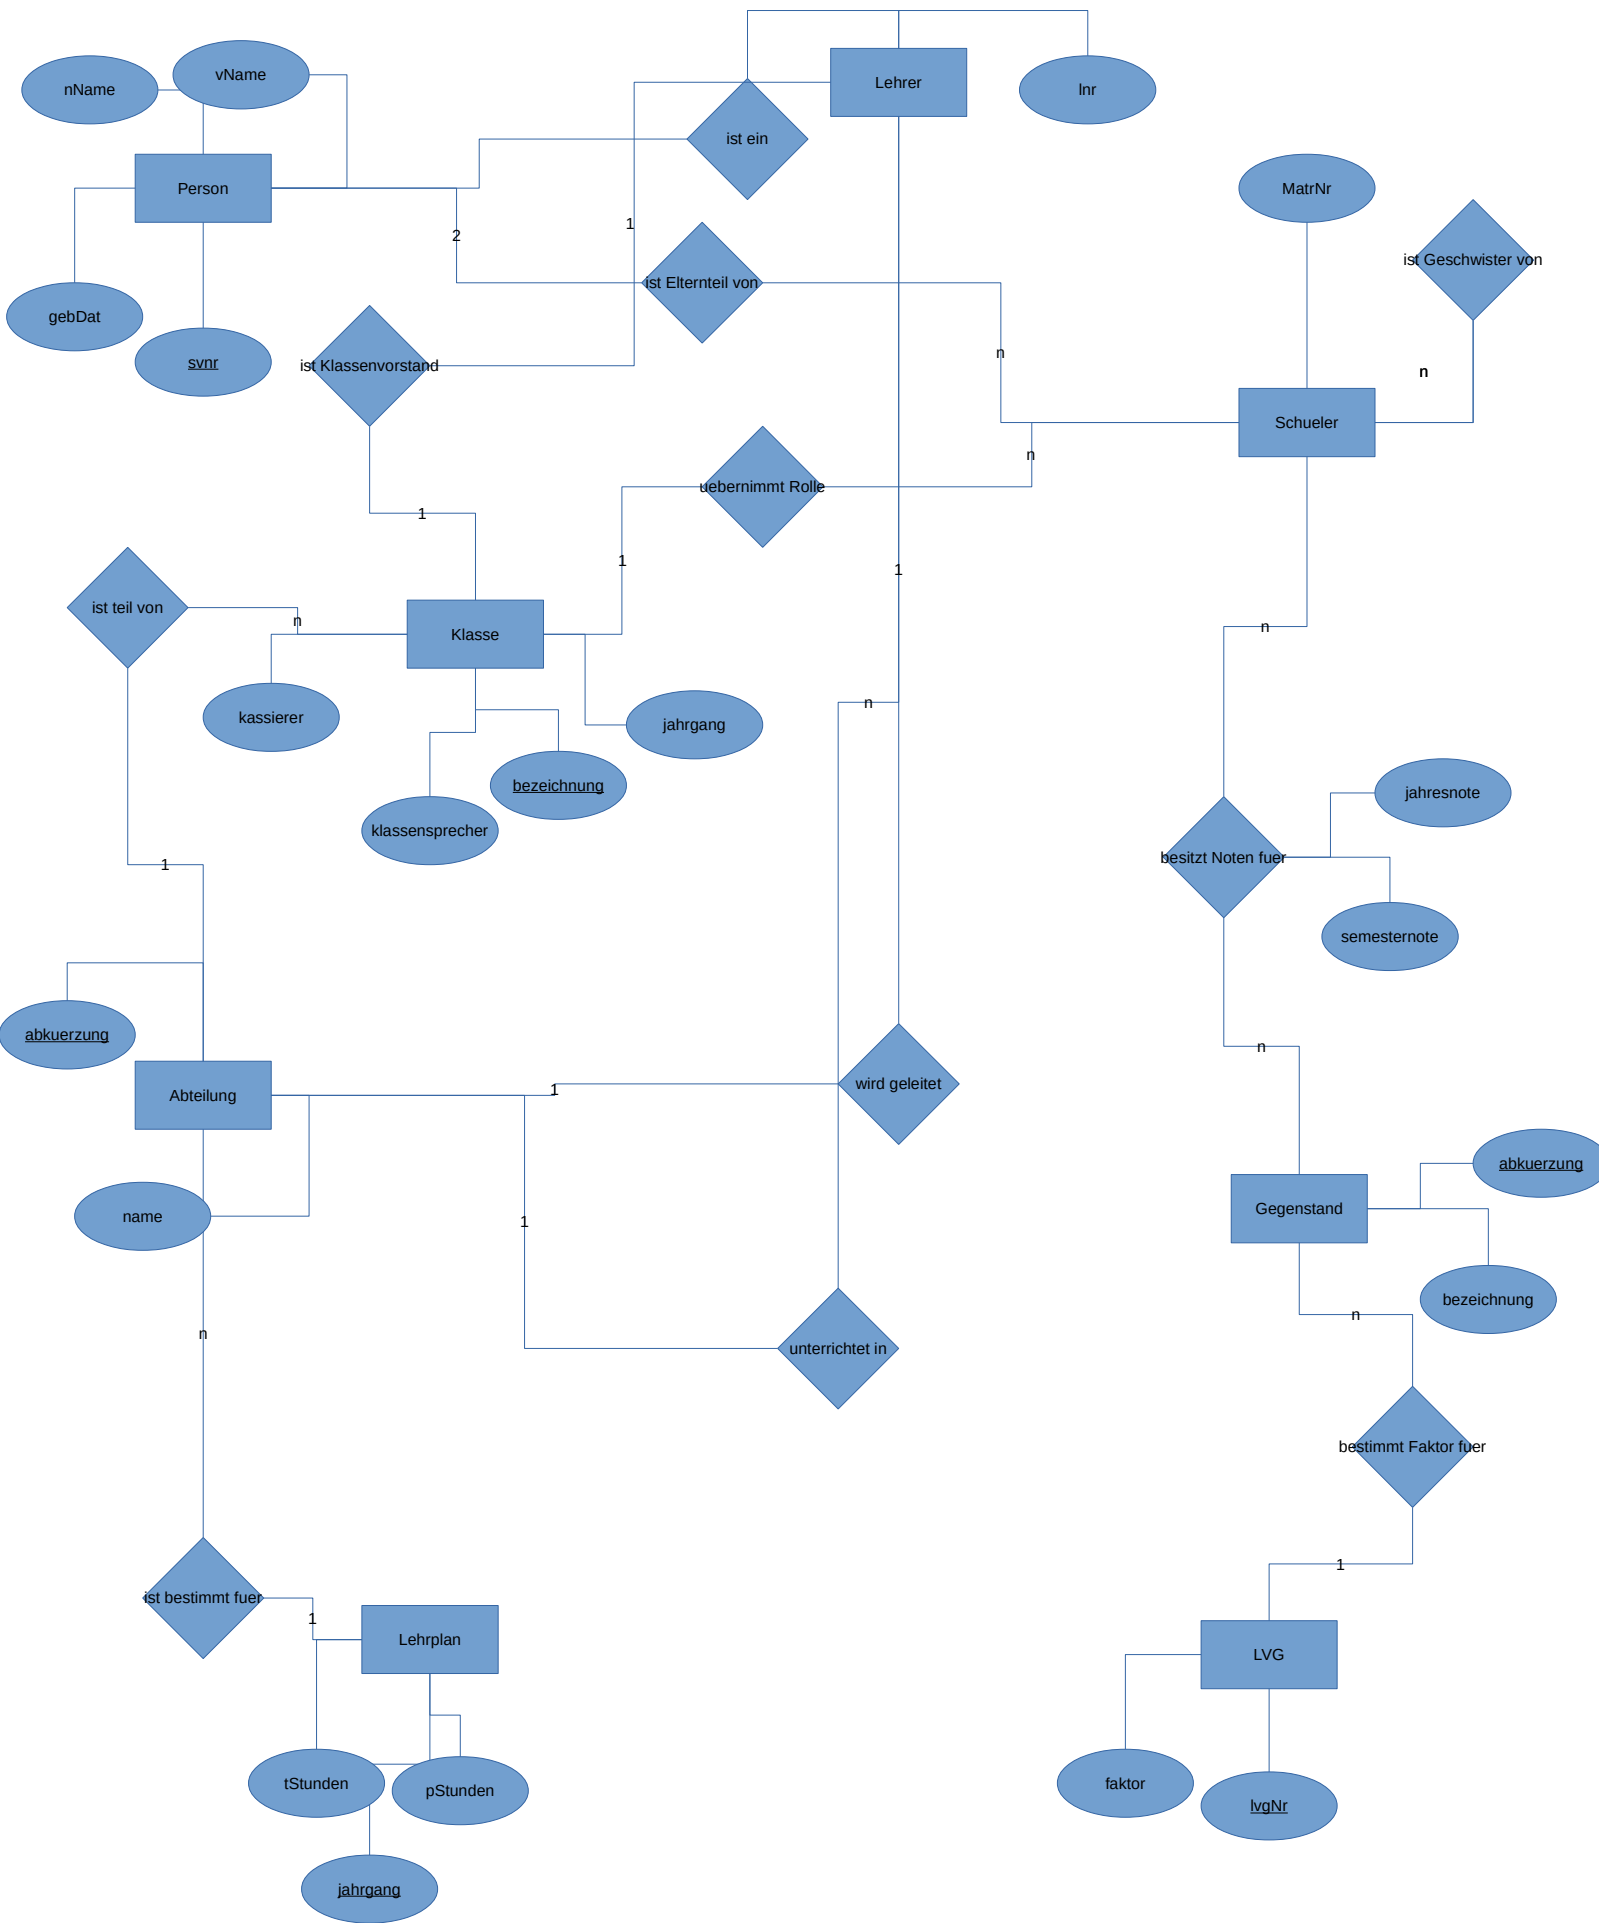 vName
Lehrer
nName
lnr
ist ein
Person
MatrNr
1
2
ist Geschwister von
ist Elternteil von
gebDat
n
svnr
ist Klassenvorstand
n
Schueler
n
uebernimmt Rolle
1
1
1
ist teil von
n
n
Klasse
n
kassierer
jahrgang
bezeichnung
jahresnote
klassensprecher
besitzt Noten fuer
1
semesternote
abkuerzung
n
wird geleitet
1
Abteilung
abkuerzung
Gegenstand
name
1
bezeichnung
n
n
unterrichtet in
bestimmt Faktor fuer
1
ist bestimmt fuer
1
Lehrplan
LVG
tStunden
faktor
pStunden
lvgNr
jahrgang